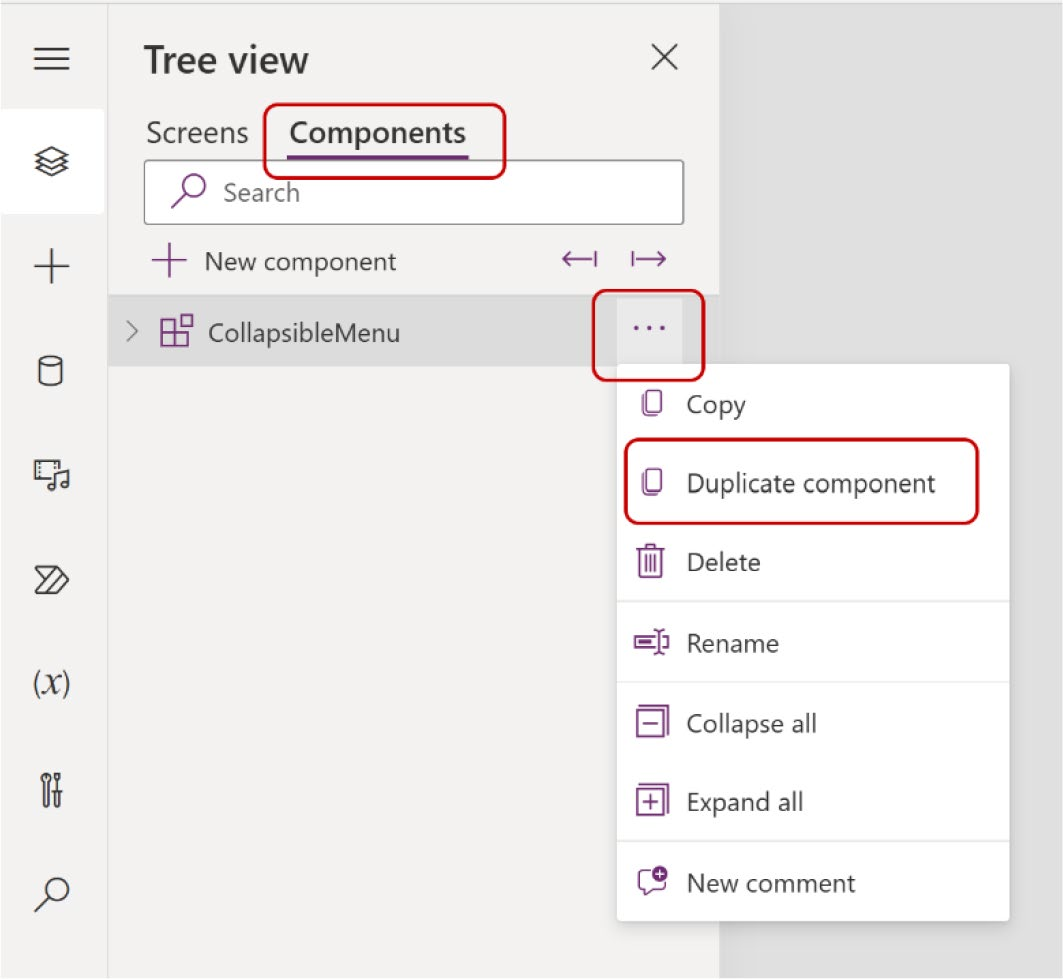 Tree view
Screens
Components
Search
New component
CollapsibleMenu
...
Copy
Duplicate component
Delete
Rename
Collapse all
Expand all
New comment
(x)